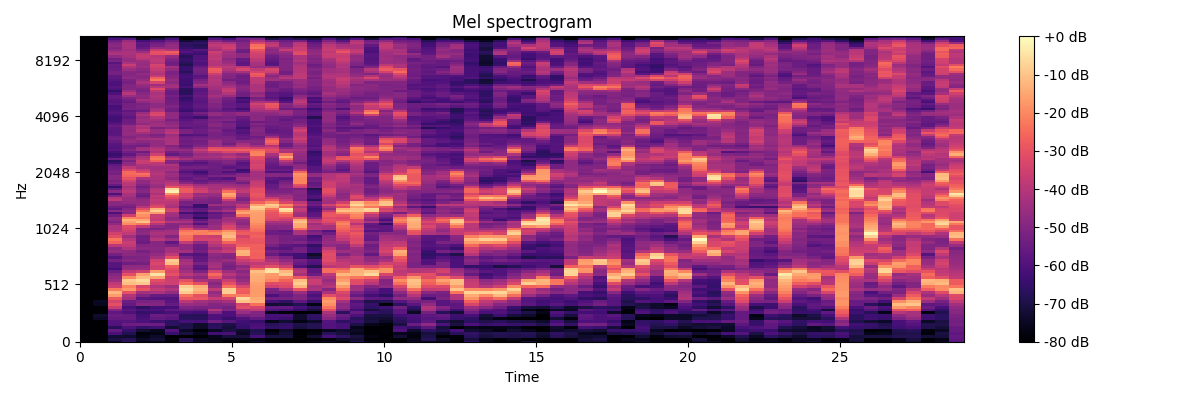 Mel spectrogram
Hz
8192
4096
2048
1024
512
0
0 5 10 15 20 25
Time
+0 dB
-10 dB
-20 dB
-30 dB
-40 dB
-50 dB
-60 dB
-70 dB
-80 dB